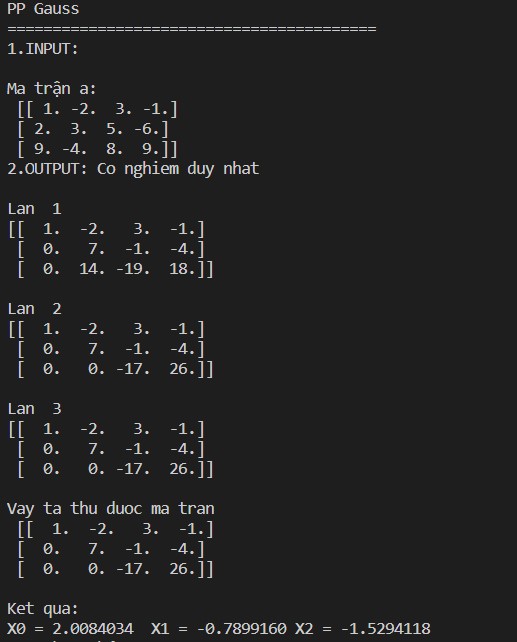 PP Gauss
=========================================
1.INPUT:
Ma trận a:
[[ 1. -2.  3. -1.]
[ 2.  3.  5. -6.]
[ 9. -4.  8.  9.]]
2.OUTPUT: Co nghiem duy nhat
Lan  1
[[  1.  -2.   3.  -1.]
[  0.   7.  -1.  -4.]
[  0.  14. -19.  18.]]
Lan  2
[[  1.  -2.   3.  -1.]
[  0.   7.  -1.  -4.]
[  0.   0. -17.  26.]]
Lan  3
[[  1.  -2.   3.  -1.]
[  0.   7.  -1.  -4.]
[  0.   0. -17.  26.]]
Vay ta thu duoc ma tran
[[  1.  -2.   3.  -1.]
[  0.   7.  -1.  -4.]
[  0.   0. -17.  26.]]
Ket qua:
X0 = 2.0084034  X1 = -0.7899160 X2 = -1.5294118